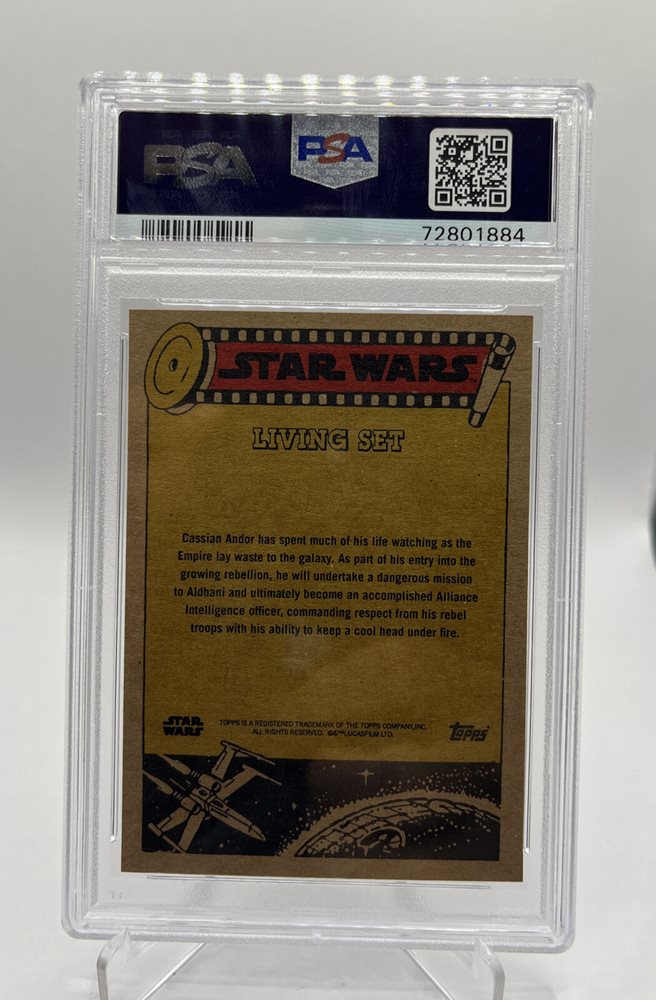 PSA
PSA
72801884
STAR WARS
LIVING SET
Cassian Andor has spent much of his life watching as the
Empire lay waste to the galaxy. As part of his entry into the
growing rebellion, he will undertake a dangerous mission
to Aldhani and ultimately become an accomplished Alliance
Intelligence officer, commanding respect from his rebel
troops with his ability to keep a cool head under fire.
STAR
WARS
TOPPS IS A REGISTERED TRADEMARK OF THE TOPPS COMPANY, INC.
ALL RIGHTS RESERVED. ©&™LUCASFILM LTD.
Topps